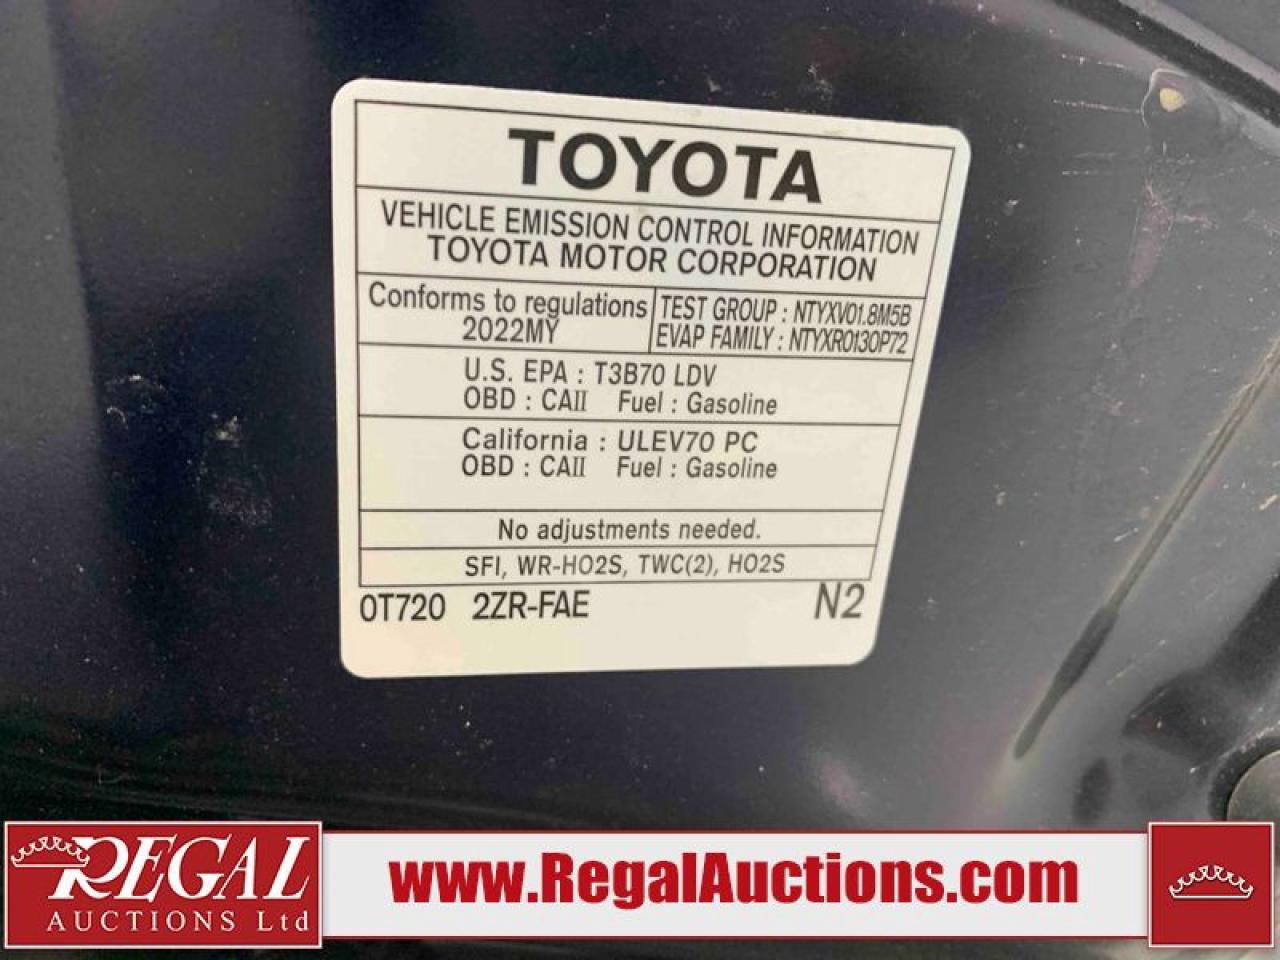 TOYOTA
VEHICLE EMISSION CONTROL INFORMATION
TOYOTA MOTOR CORPORATION
Conforms to regulations
2022MY
TEST GROUP : NTYXV01.8M5B
EVAP FAMILY : NTYXR0130P72
U.S. EPA : T3B70 LDV
OBD : CAII Fuel : Gasoline
California : ULEV70 PC
OBD : CAII Fuel : Gasoline
No adjustments needed.
SFI, WR-HO2S, TWC(2), HO2S
0T720 2ZR-FAE N2
REGAL
AUCTIONS Ltd
www.RegalAuctions.com